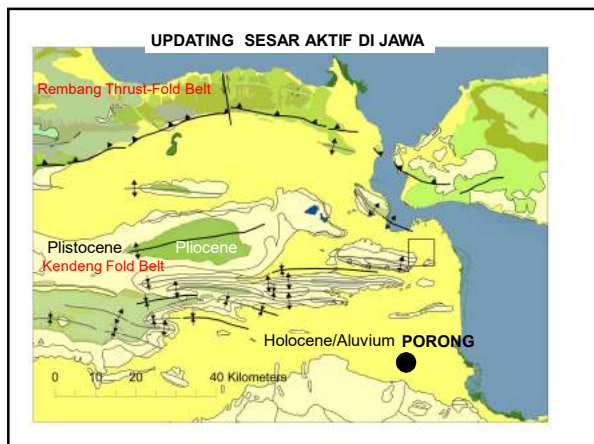 UPDATING SESAR AKTIF DI JAWA
Rembang Thrust-Fold Belt
Plistocene
Pliocene
Kendeng Fold Belt
Holocene/Aluvium PORONG
0 20 40 Kilometers